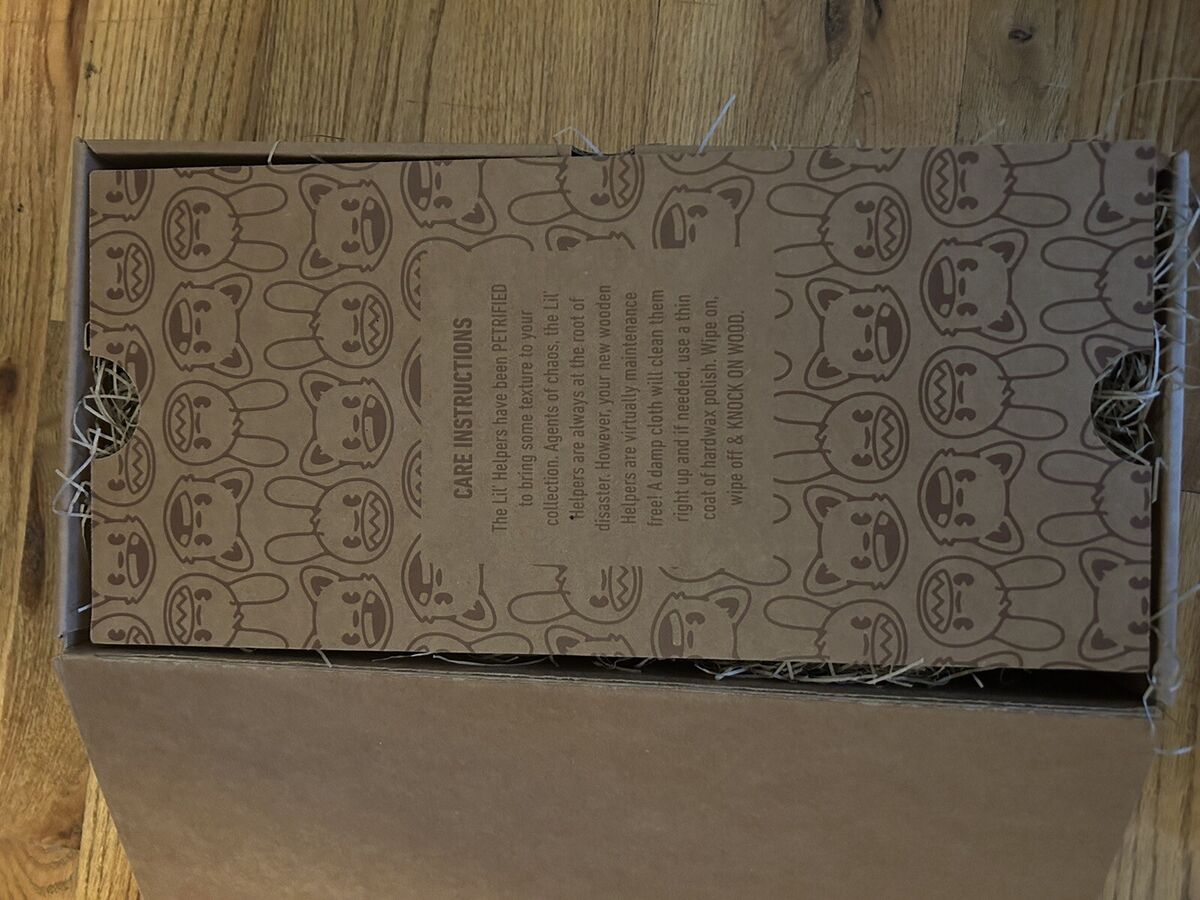 CARE INSTRUCTIONS
The Lil' Helpers have been PETRIFIED
to bring some texture to your
collection. Agents of chaos, the Lil'
Helpers are always at the root of
disaster. However, your new wooden
Helpers are virtually maintenance
free! A damp cloth will clean them
right up and if needed, use a thin
coat of hardwax polish. Wipe on,
wipe off & KNOCK ON WOOD.